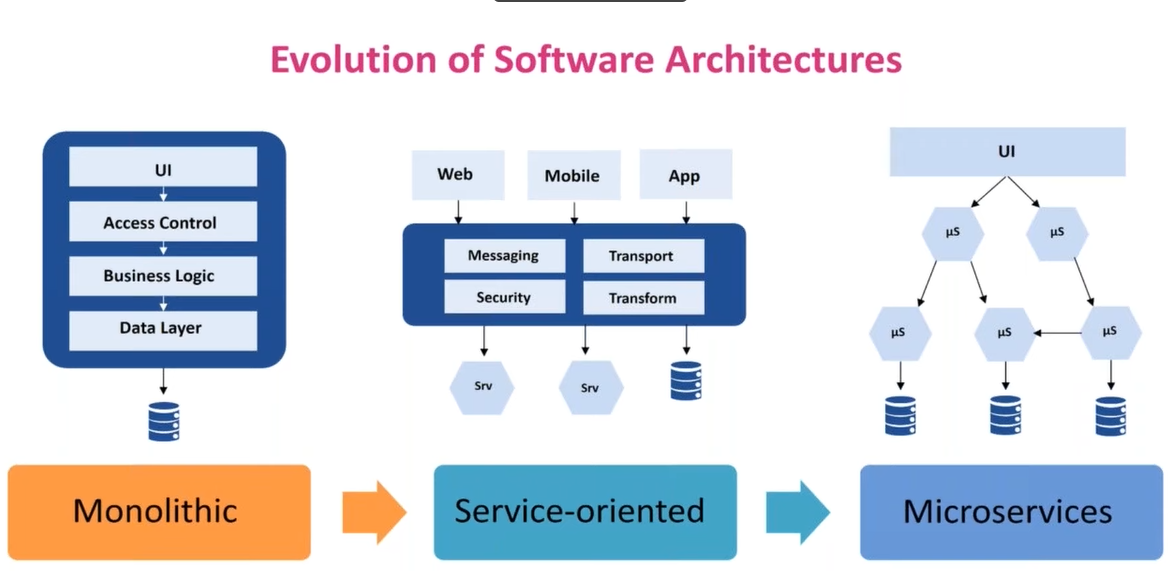 Evolution of Software Architectures
UI
Access Control
Business Logic
Data Layer
Web
Mobile
App
Messaging
Transport
Security
Transform
Srv
Srv
UI
µS
µS
µS
µS
µS
Monolithic
Service-oriented
Microservices